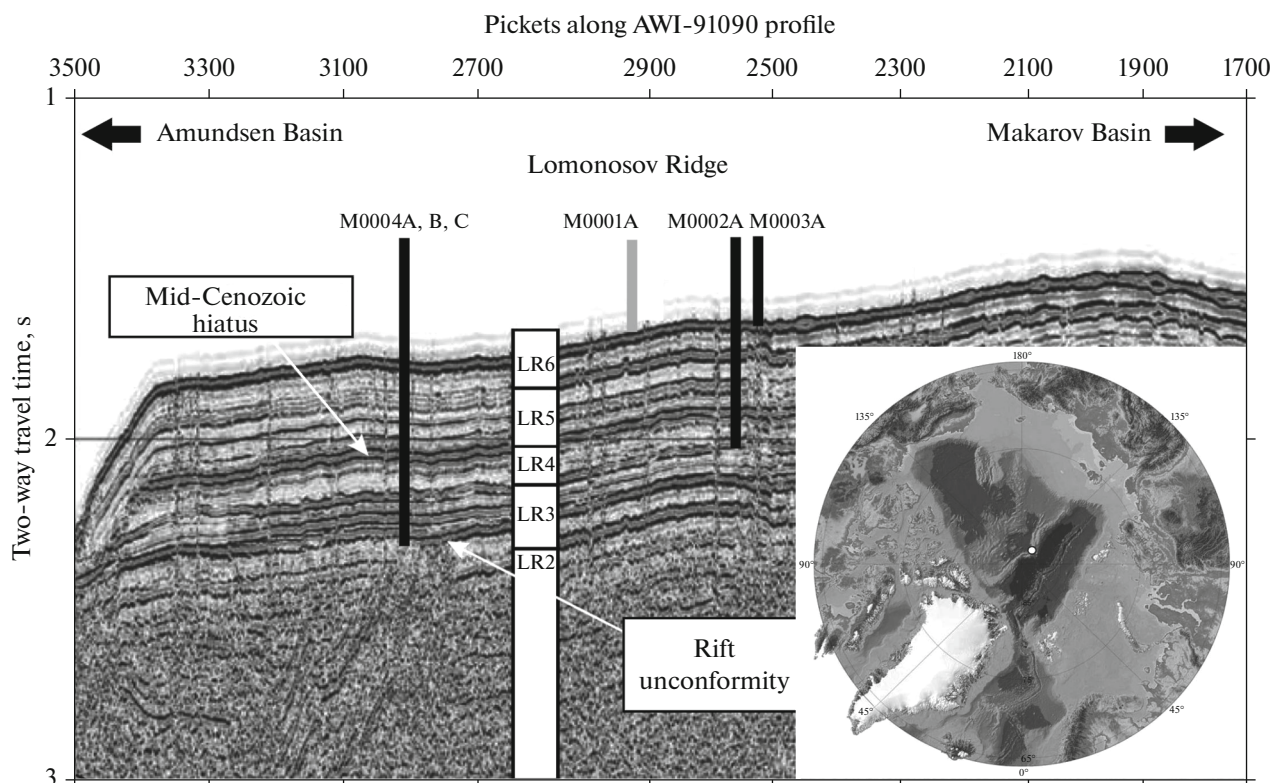 Pickets along AWI-91090 profile
3500 3300 3100 2700 2900 2500 2300 2100 1900 1700
1
Amundsen Basin
Makarov Basin
Lomonosov Ridge
M0004A, B, C
M0001A
M0002A
M0003A
Mid-Cenozoic
hiatus
Two-way travel time, s
LR6
LR5
2
LR4
LR3
LR2
Rift
unconformity
3
180°
135°
135°
90°
90°
45°
45°
75°
65°
0°